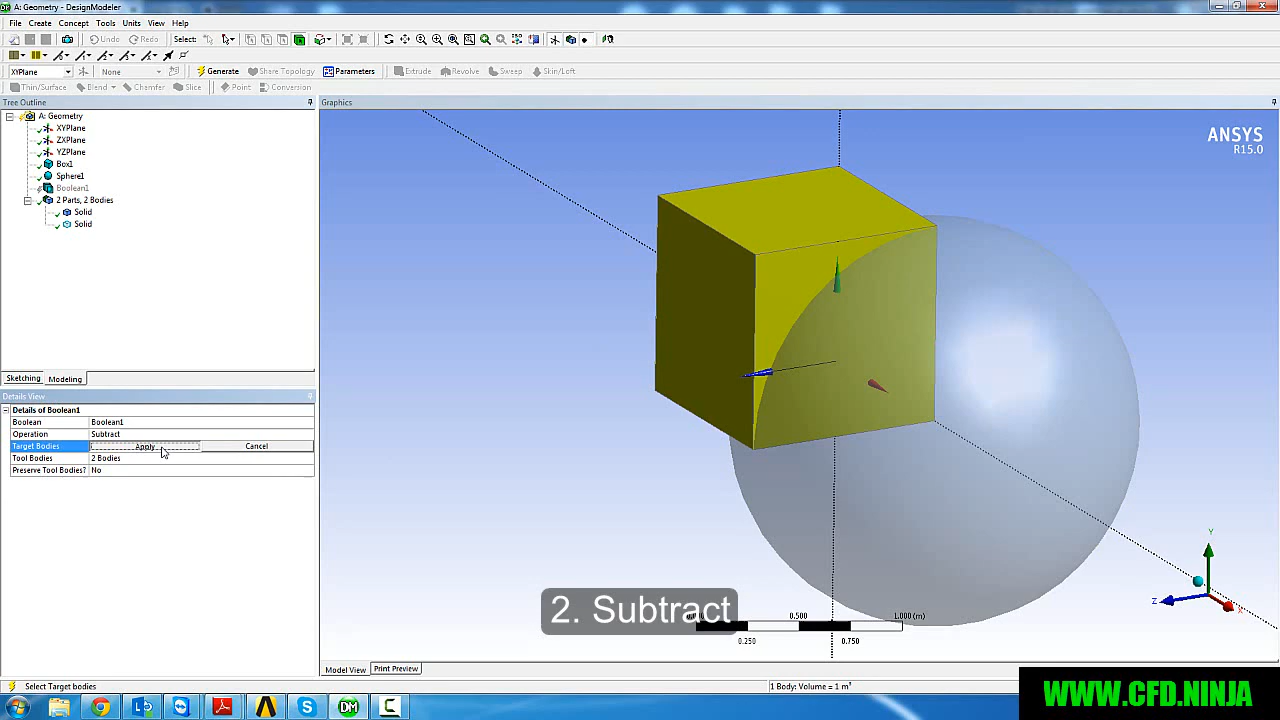 A: Geometry - DesignModeler
File Create Concept Tools Units View Help
Undo Redo Select:
XYPlane None Generate Share Topology Parameters Extrude Revolve Sweep Skin/Loft
Thin/Surface Blend Chamfer Slice Point Conversion
Tree Outline
A: Geometry
XYPlane
ZXPlane
YZPlane
Box1
Sphere1
Boolean1
2 Parts, 2 Bodies
Solid
Solid
Sketching Modeling
Details View
Details of Boolean1
Boolean Boolean1
Operation Subtract
Target Bodies Apply Cancel
Tool Bodies 2 Bodies
Preserve Tool Bodies? No
Graphics
ANSYS
R15.0
Y
Z X
2. Subtract
0.500 1.000 (m)
0.250 0.750
Model View Print Preview
Select Target bodies 1 Body: Volume = 1 m³
WWW.CFD.NINJA